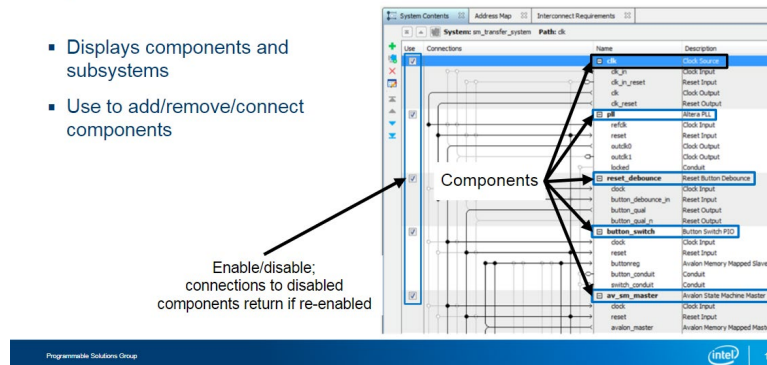 Displays components and
subsystems
Use to add/remove/connect
components
Enable/disable;
connections to disabled
components return if re-enabled
Components
System Contents Address Map Interconnect Requirements
System: sm_transfer_system Path: clk
Use Connections Name Description
clk Clock Source
clk_in Clock Input
clk_in_reset Reset Input
clk Clock Output
clk_reset Reset Output
pll Altera PLL
refclk Clock Input
reset Reset Input
outclk0 Clock Output
outclk1 Clock Output
locked Conduit
reset_debounce Reset Button Debounce
clock Clock Input
button_debounce_in Reset Input
button_qual Reset Output
button_qual_n Reset Output
button_switch Button Switch PIO
clock Clock Input
reset Reset Input
buttonreg Avalon Memory Mapped Slave
button_conduit Conduit
switch_conduit Conduit
av_sm_master Avalon State Machine Master
clock Clock Input
reset Reset Input
avalon_master Avalon Memory Mapped Mast
Programmable Solutions Group
intel